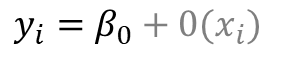 yᵢ = β₀ + 0(xᵢ)